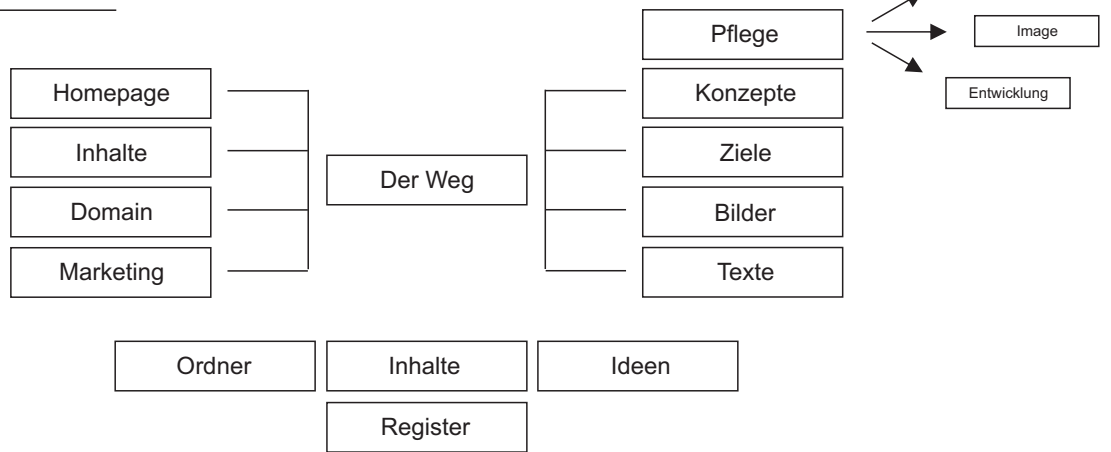 Pflege
Image
Homepage
Konzepte
Entwicklung
Inhalte
Ziele
Der Weg
Domain
Bilder
Marketing
Texte
Ordner
Inhalte
Ideen
Register